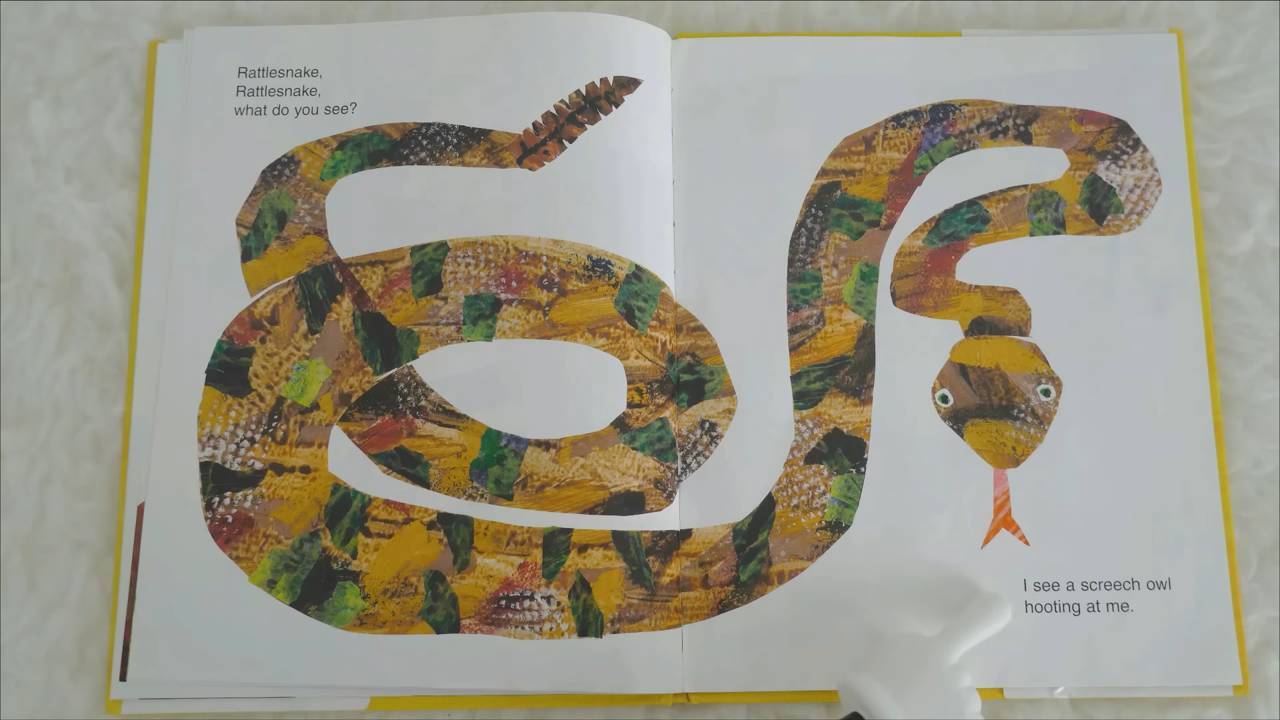 Rattlesnake,
Rattlesnake,
what do you see?
I see a screech owl
hooting at me.